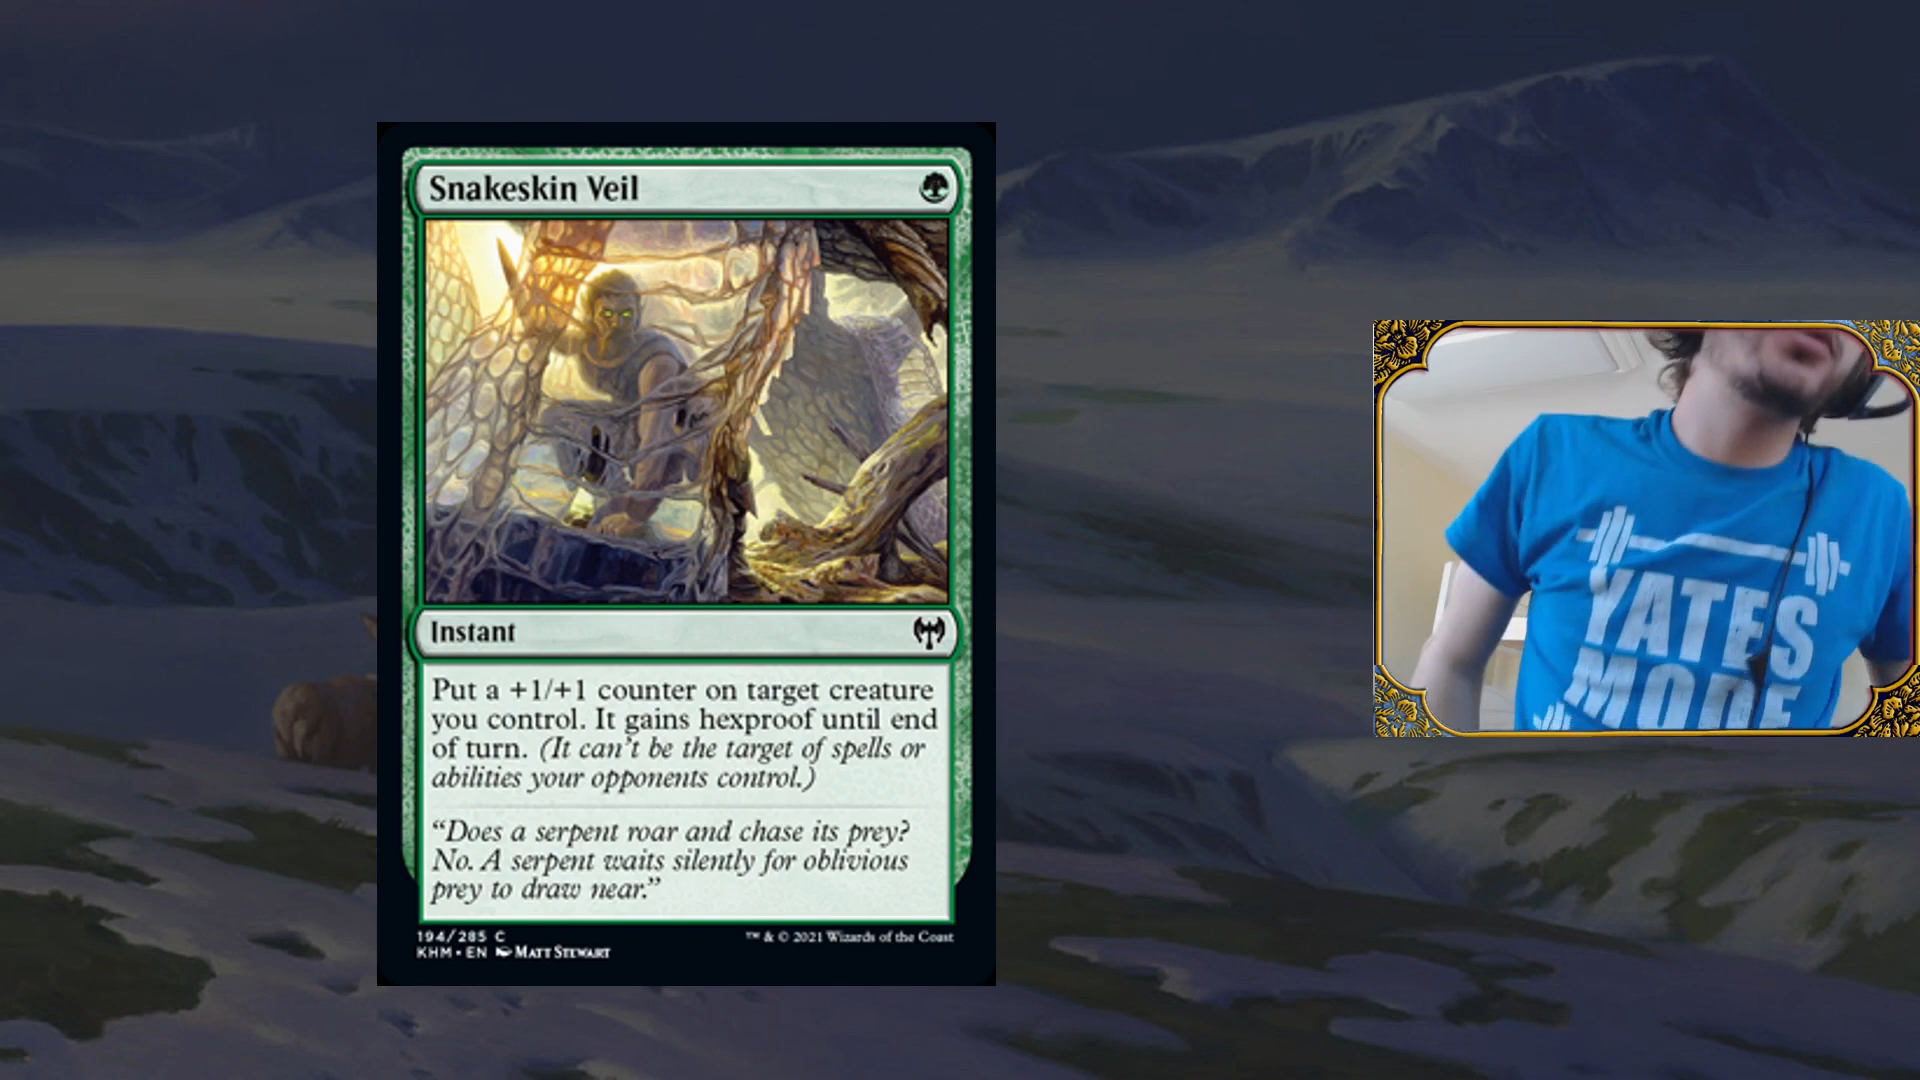 Snakeskin Veil
Instant
Put a +1/+1 counter on target creature
you control. It gains hexproof until end
of turn. (It can't be the target of spells or
abilities your opponents control.)
“Does a serpent roar and chase its prey?
No. A serpent waits silently for oblivious
prey to draw near.”
194/285 C
KHM • EN Matt Stewart
™ & © 2021 Wizards of the Coast
YATES
MODE